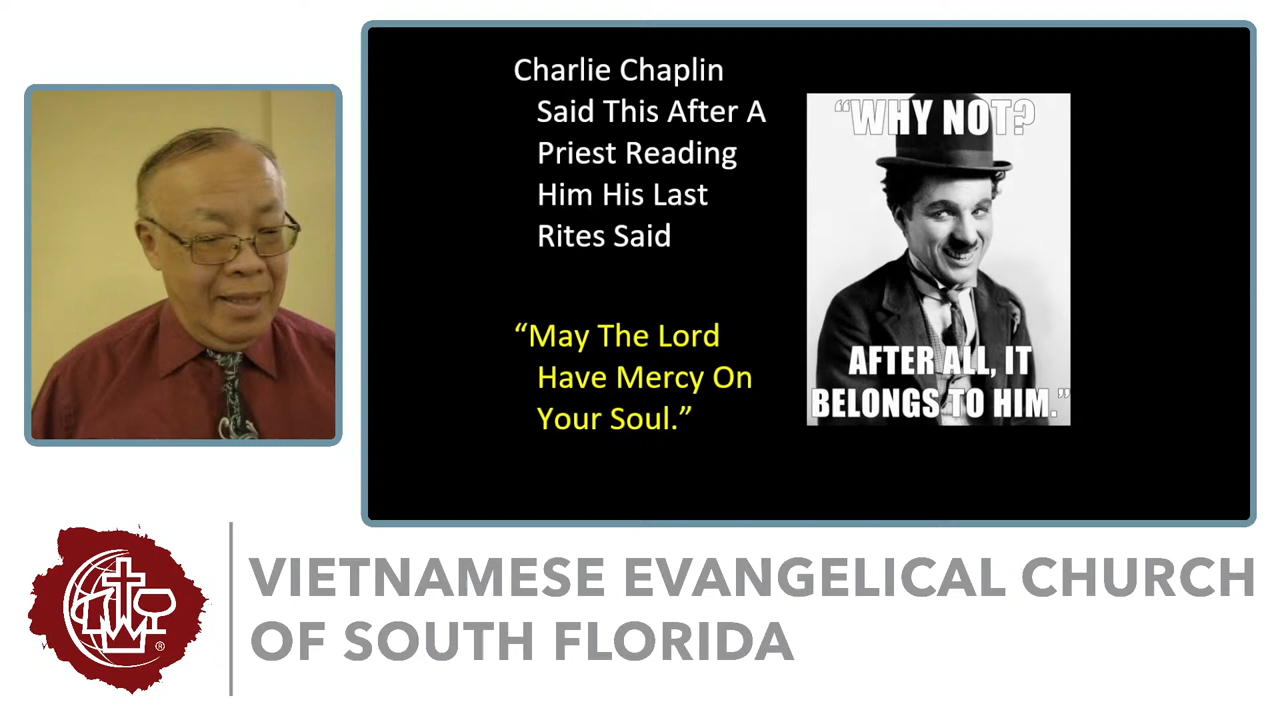 Charlie Chaplin
Said This After A
Priest Reading
Him His Last
Rites Said
“May The Lord
Have Mercy On
Your Soul.”
“WHY NOT?
AFTER ALL, IT
BELONGS TO HIM.”
®
VIETNAMESE EVANGELICAL CHURCH
OF SOUTH FLORIDA